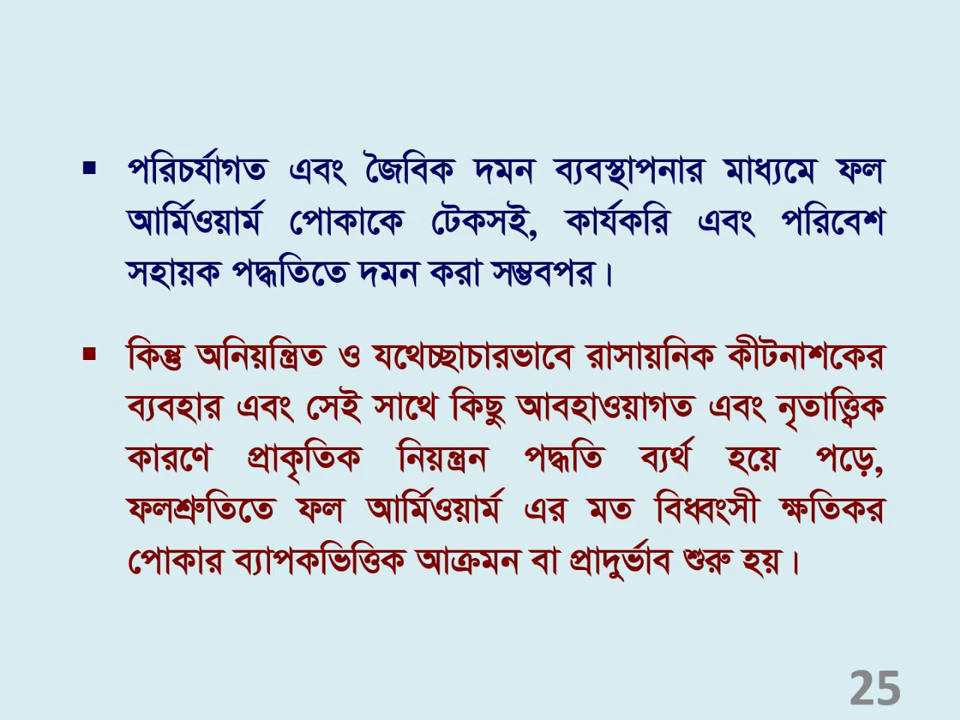 ▪ পরিচর্যাগত এবং জৈবিক দমন ব্যবস্থাপনার মাধ্যমে ফল
আর্মিওয়ার্ম পোকাকে টেকসই, কার্যকরি এবং পরিবেশ
সহায়ক পদ্ধতিতে দমন করা সম্ভবপর।
▪ কিন্তু অনিয়ন্ত্রিত ও যথেচ্ছাচারভাবে রাসায়নিক কীটনাশকের
ব্যবহার এবং সেই সাথে কিছু আবহাওয়াগত এবং নৃতাত্ত্বিক
কারণে প্রাকৃতিক নিয়ন্ত্রন পদ্ধতি ব্যর্থ হয়ে পড়ে,
ফলশ্রুতিতে ফল আর্মিওয়ার্ম এর মত বিধ্বংসী ক্ষতিকর
পোকার ব্যাপকভিত্তিক আক্রমন বা প্রাদুর্ভাব শুরু হয়।
25